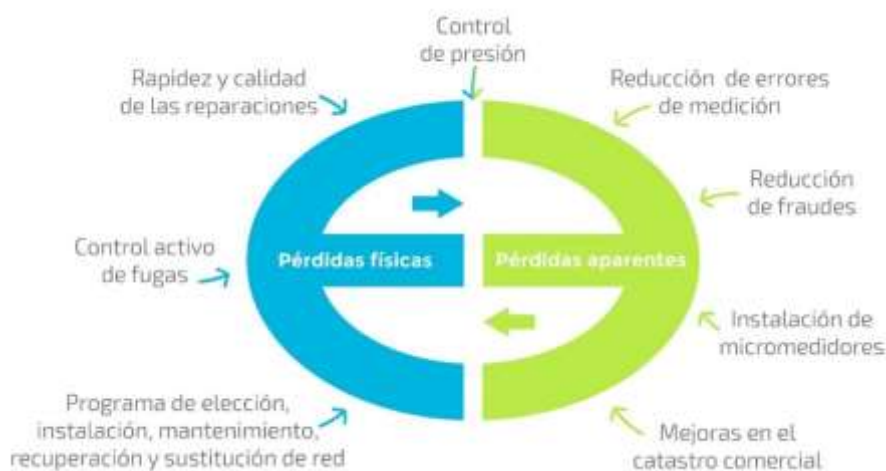 Control
de presión
Rapidez y calidad
de las reparaciones
Reducción de errores
de medición
Reducción
de fraudes
Control activo
de fugas
Pérdidas físicas
Pérdidas aparentes
Instalación de
micromedidores
Programa de elección,
instalación, mantenimiento,
recuperación y sustitución de red
Mejoras en el
catastro comercial